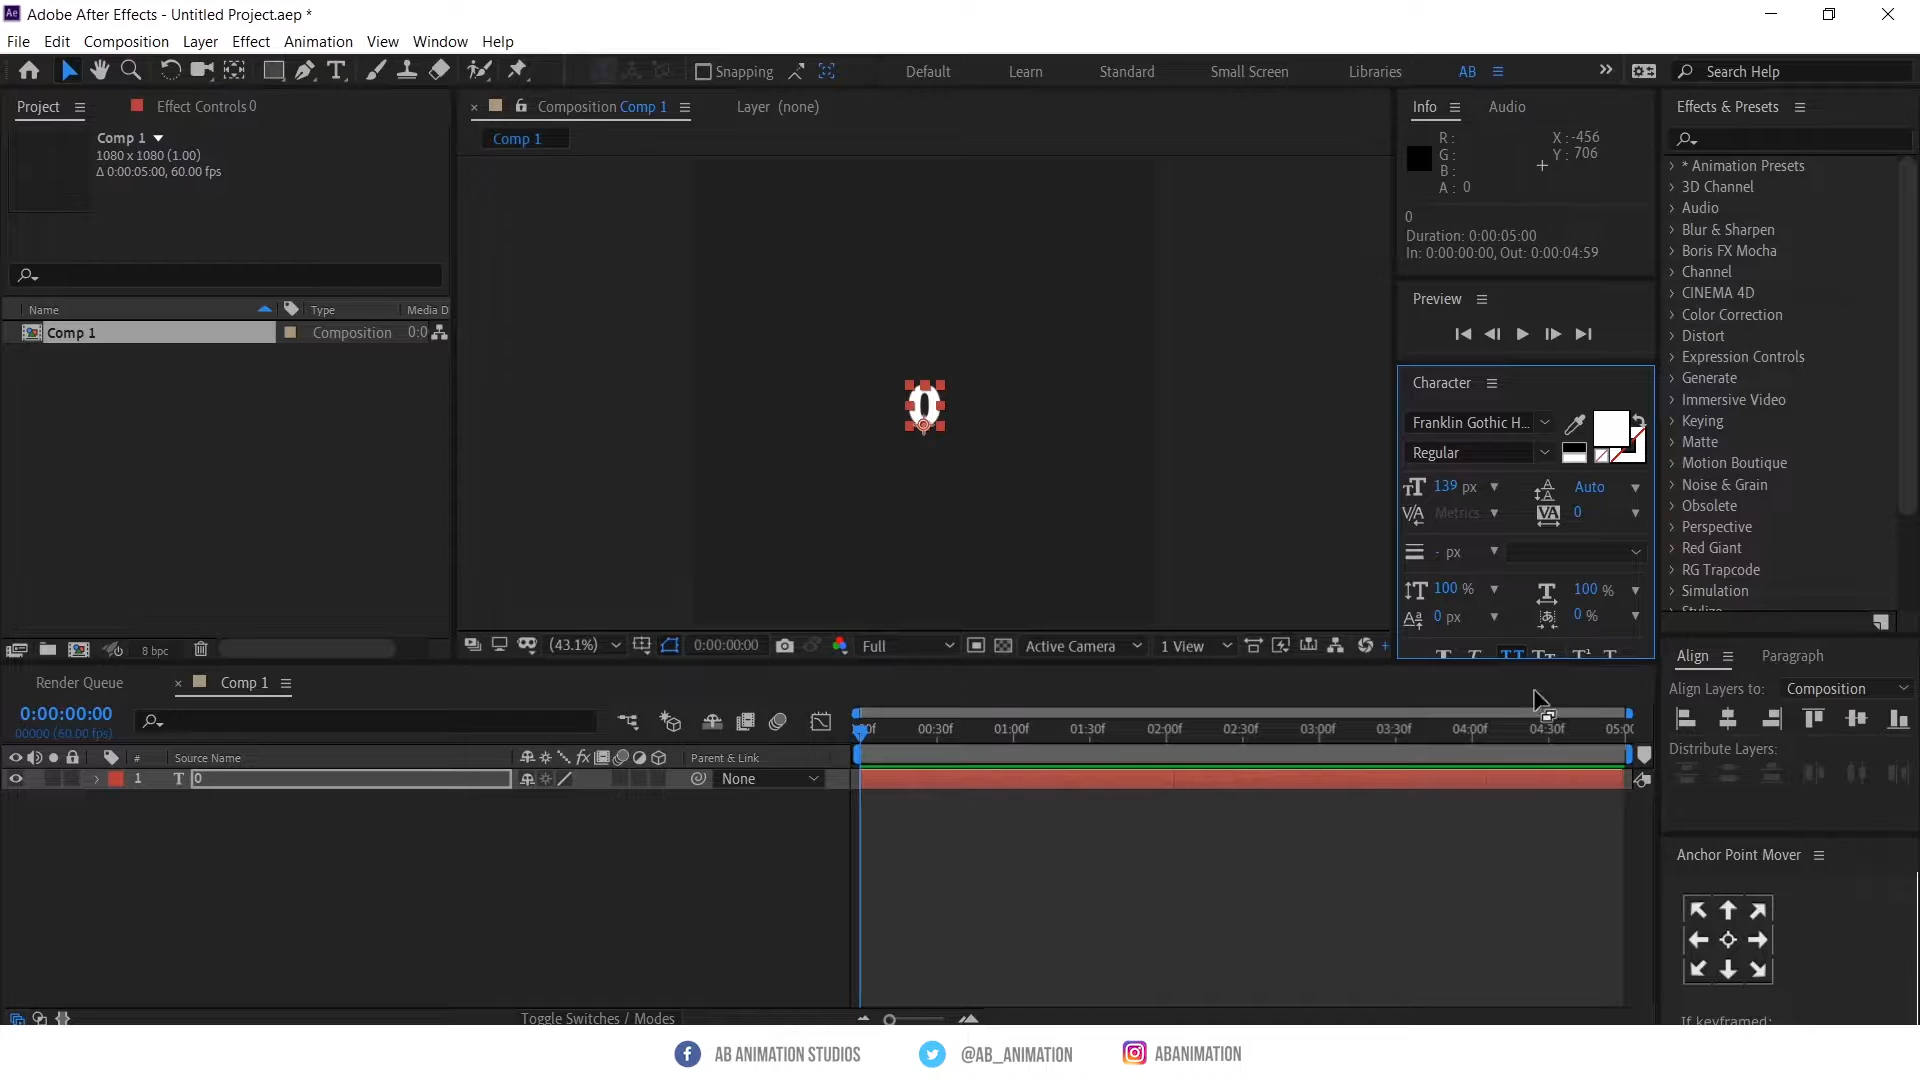 Adobe After Effects - Untitled Project.aep *
File Edit Composition Layer Effect Animation View Window Help
Snapping Default Learn Standard Small Screen Libraries AB Search Help
Project Effect Controls 0
Comp 1
1080 x 1080 (1.00)
Δ 0:00:05:00, 60.00 fps
Name Type Media D
Comp 1 Composition 0:0
8 bpc
Composition Comp 1 Layer (none)
Comp 1
0
(43.1%) 0:00:00:00 Full Active Camera 1 View
Info Audio
R :
G :
B :
A : 0
X : -456
Y : 706
0
Duration: 0:00:05:00
In: 0:00:00:00, Out: 0:00:04:59
Preview
Character
Franklin Gothic H...
Regular
139 px Auto
Metrics 0
- px
100 % 100 %
0 px 0 %
Effects & Presets
* Animation Presets
3D Channel
Audio
Blur & Sharpen
Boris FX Mocha
Channel
CINEMA 4D
Color Correction
Distort
Expression Controls
Generate
Immersive Video
Keying
Matte
Motion Boutique
Noise & Grain
Obsolete
Perspective
Red Giant
RG Trapcode
Simulation
Stylize
Align Paragraph
Align Layers to: Composition
Distribute Layers:
Anchor Point Mover
If keyframed:
Render Queue Comp 1
0:00:00:00
00000 (60.00 fps)
00f 00:30f 01:00f 01:30f 02:00f 02:30f 03:00f 03:30f 04:00f 04:30f 05:00
# Source Name Parent & Link
1 T 0 None
Toggle Switches / Modes
AB ANIMATION STUDIOS @AB_ANIMATION ABANIMATION